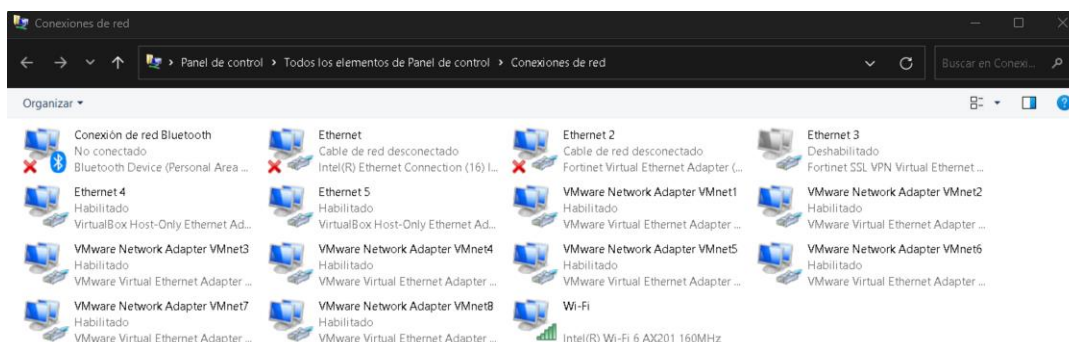 Conexiones de red
Panel de control › Todos los elementos de Panel de control › Conexiones de red
Buscar en Conexi...
Organizar
Conexión de red Bluetooth
No conectado
Bluetooth Device (Personal Area ...
Ethernet
Cable de red desconectado
Intel(R) Ethernet Connection (16) I...
Ethernet 2
Cable de red desconectado
Fortinet Virtual Ethernet Adapter (...
Ethernet 3
Deshabilitado
Fortinet SSL VPN Virtual Ethernet ...
Ethernet 4
Habilitado
VirtualBox Host-Only Ethernet Ad...
Ethernet 5
Habilitado
VirtualBox Host-Only Ethernet Ad...
VMware Network Adapter VMnet1
Habilitado
VMware Virtual Ethernet Adapter ...
VMware Network Adapter VMnet2
Habilitado
VMware Virtual Ethernet Adapter ...
VMware Network Adapter VMnet3
Habilitado
VMware Virtual Ethernet Adapter ...
VMware Network Adapter VMnet4
Habilitado
VMware Virtual Ethernet Adapter ...
VMware Network Adapter VMnet5
Habilitado
VMware Virtual Ethernet Adapter ...
VMware Network Adapter VMnet6
Habilitado
VMware Virtual Ethernet Adapter ...
VMware Network Adapter VMnet7
Habilitado
VMware Virtual Ethernet Adapter ...
VMware Network Adapter VMnet8
Habilitado
VMware Virtual Ethernet Adapter ...
Wi-Fi
Intel(R) Wi-Fi 6 AX201 160MHz